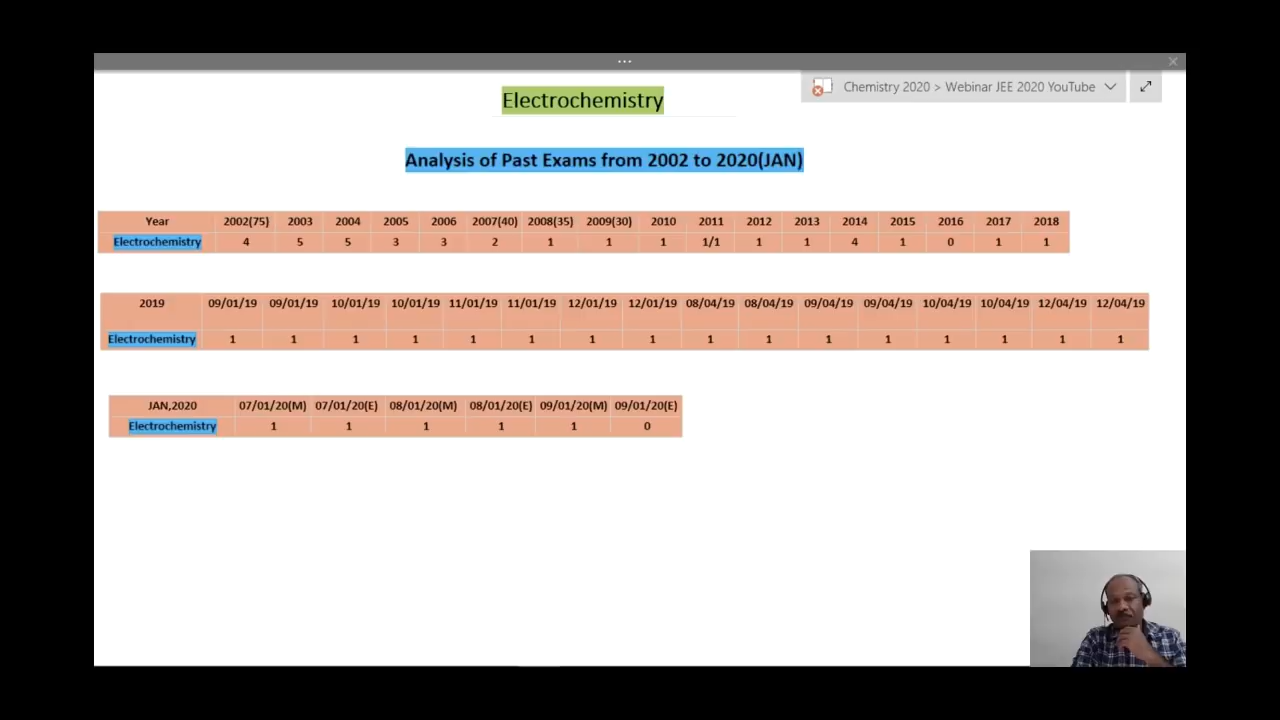 ...
Chemistry 2020 > Webinar JEE 2020 YouTube
Electrochemistry
Analysis of Past Exams from 2002 to 2020(JAN)
Year 2002(75) 2003 2004 2005 2006 2007(40) 2008(35) 2009(30) 2010 2011 2012 2013 2014 2015 2016 2017 2018
Electrochemistry 4 5 5 3 3 2 1 1 1 1/1 1 1 4 1 0 1 1
2019 09/01/19 09/01/19 10/01/19 10/01/19 11/01/19 11/01/19 12/01/19 12/01/19 08/04/19 08/04/19 09/04/19 09/04/19 10/04/19 10/04/19 12/04/19 12/04/19
Electrochemistry 1 1 1 1 1 1 1 1 1 1 1 1 1 1 1 1
JAN,2020 07/01/20(M) 07/01/20(E) 08/01/20(M) 08/01/20(E) 09/01/20(M) 09/01/20(E)
Electrochemistry 1 1 1 1 1 0